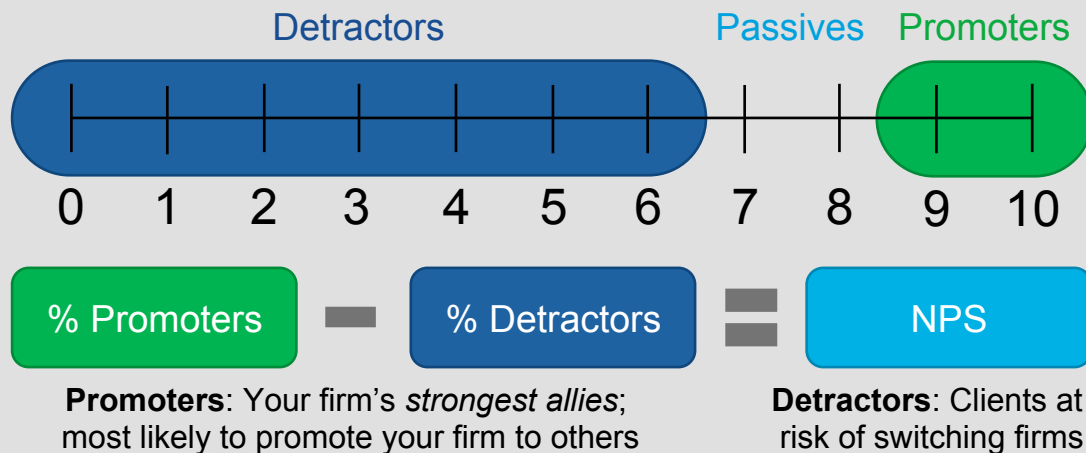 Detractors Passives Promoters
0 1 2 3 4 5 6 7 8 9 10
% Promoters - % Detractors = NPS
Promoters: Your firm's strongest allies;
most likely to promote your firm to others
Detractors: Clients at
risk of switching firms